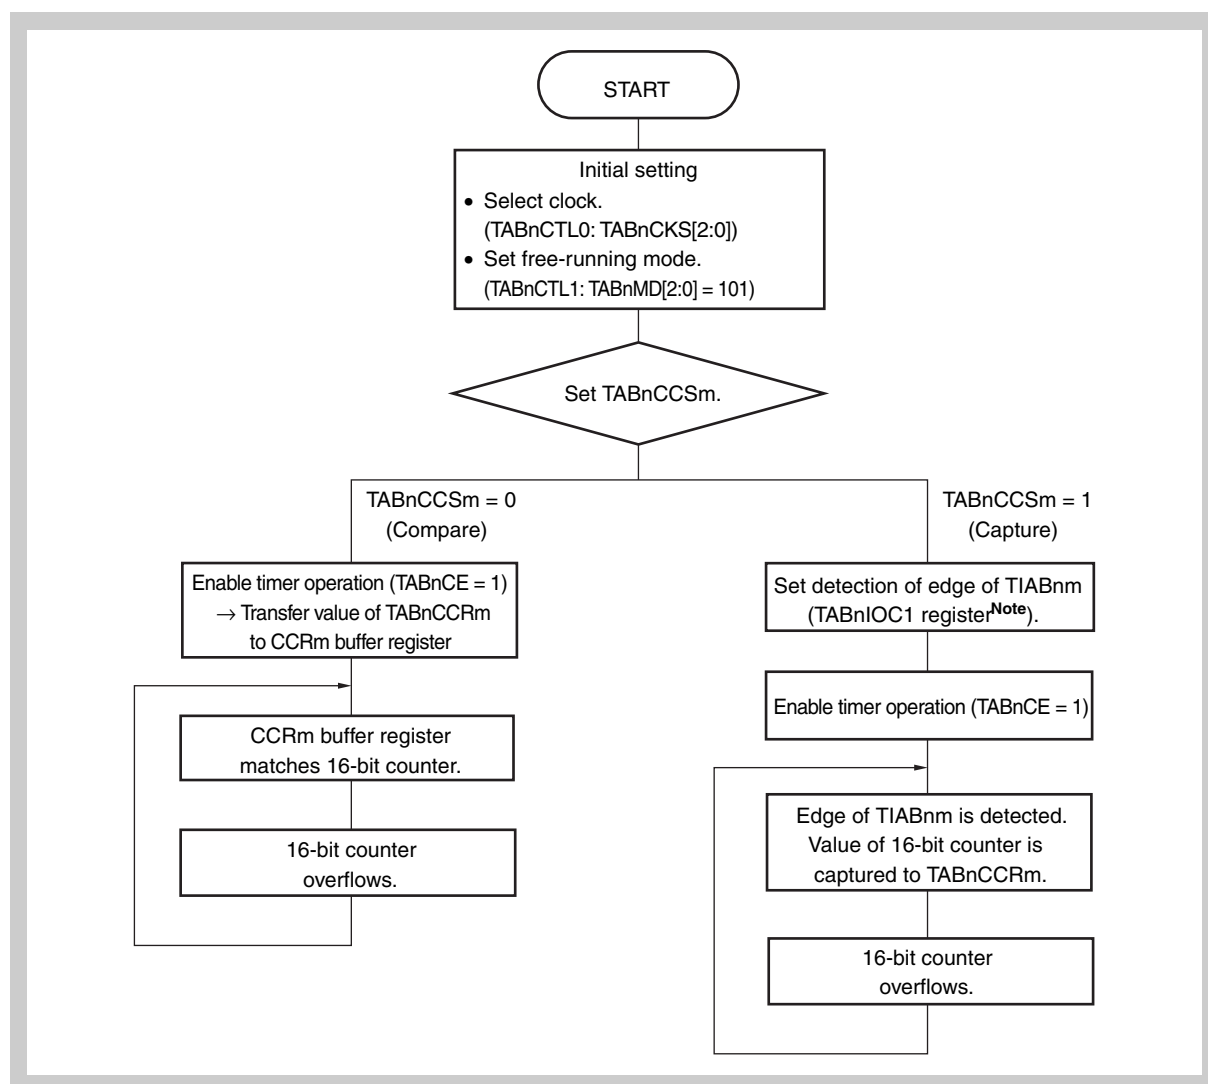 START
Initial setting
• Select clock.
(TABnCTL0: TABnCKS[2:0])
• Set free-running mode.
(TABnCTL1: TABnMD[2:0] = 101)
Set TABnCCSm.
TABnCCSm = 0
(Compare)
TABnCCSm = 1
(Capture)
Enable timer operation (TABnCE = 1)
→ Transfer value of TABnCCRm
to CCRm buffer register
CCRm buffer register
matches 16-bit counter.
16-bit counter
overflows.
Set detection of edge of TIABnm
(TABnIOC1 registerNote).
Enable timer operation (TABnCE = 1)
Edge of TIABnm is detected.
Value of 16-bit counter is
captured to TABnCCRm.
16-bit counter
overflows.